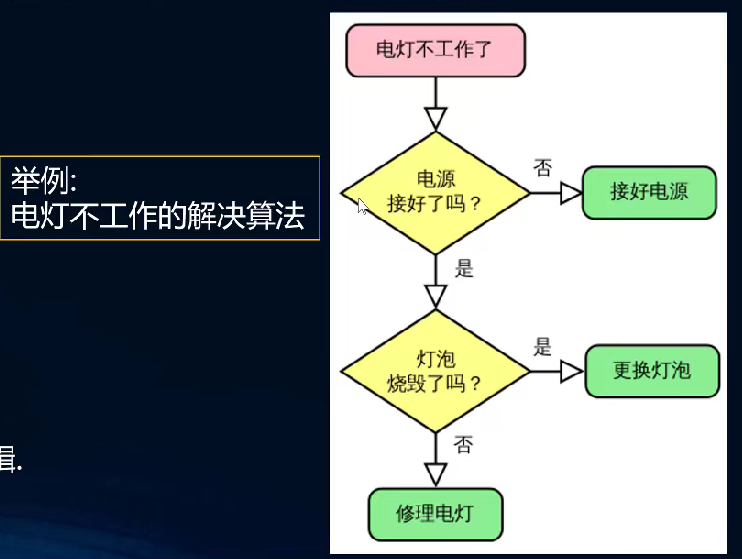 举例:
电灯不工作的解决算法
辑.
电灯不工作了
电源
接好了吗？
否
接好电源
是
灯泡
烧毁了吗？
是
更换灯泡
否
修理电灯